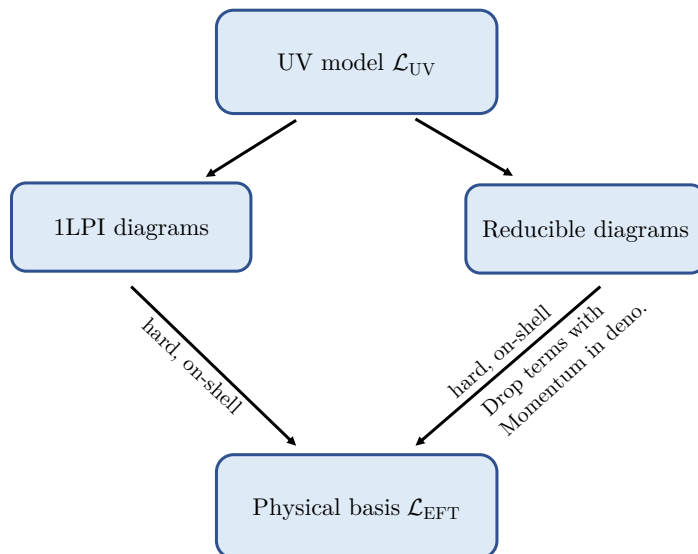 UV model 𝓛_UV
1LPI diagrams
Reducible diagrams
hard, on-shell
hard, on-shell
Drop terms with
Momentum in deno.
Physical basis 𝓛_EFT